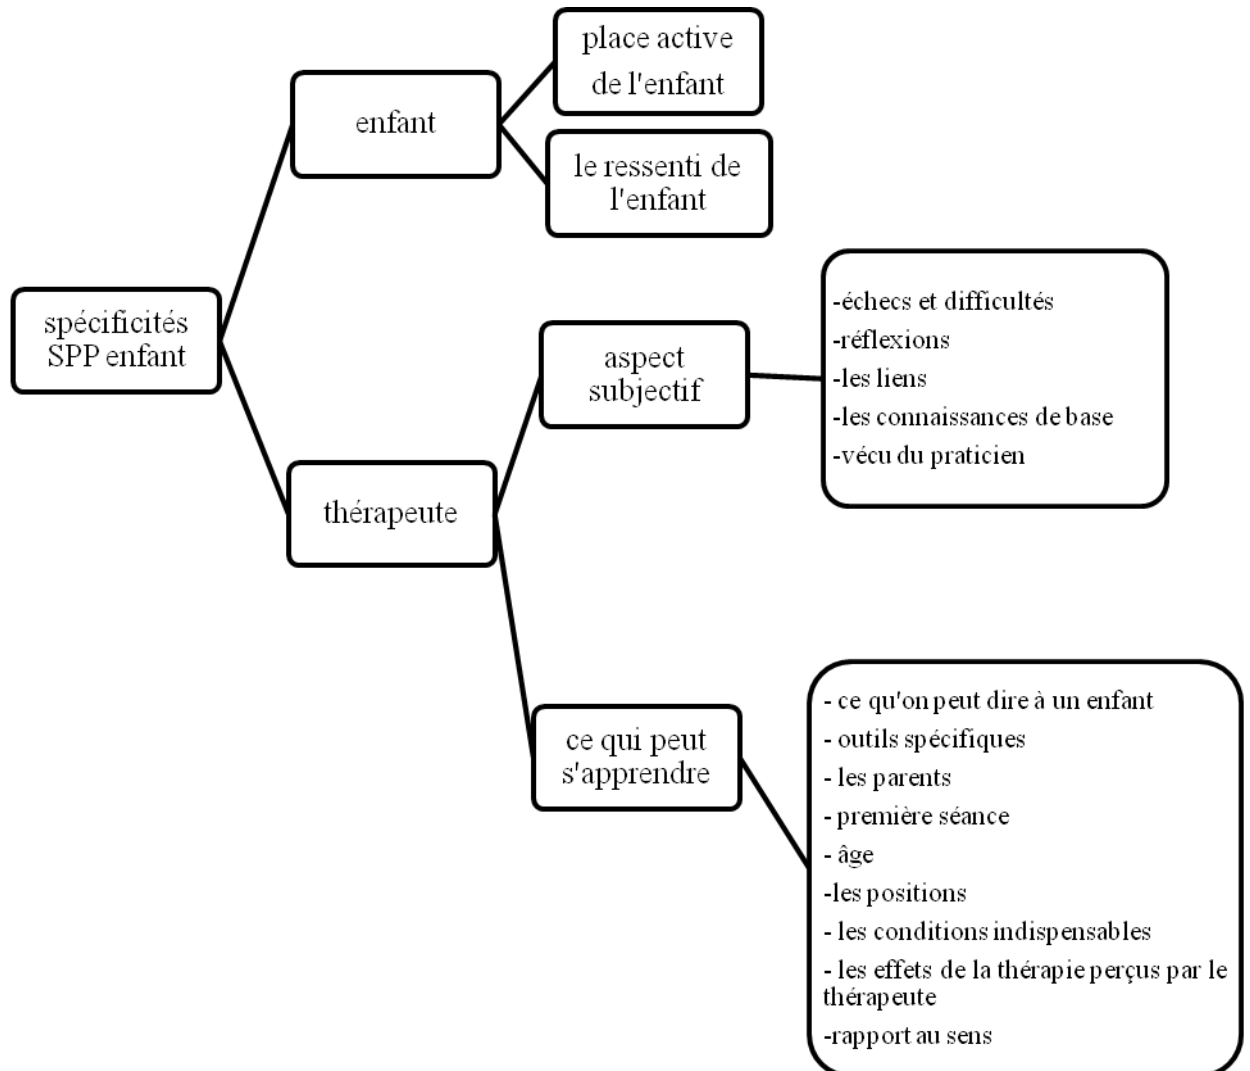 place active
de l'enfant
enfant
le ressenti de
l'enfant
spécificités
SPP enfant
aspect
subjectif
-échecs et difficultés
-réflexions
-les liens
-les connaissances de base
-vécu du praticien
thérapeute
ce qui peut
s'apprendre
- ce qu'on peut dire à un enfant
- outils spécifiques
- les parents
- première séance
- âge
-les positions
- les conditions indispensables
- les effets de la thérapie perçus par le
thérapeute
-rapport au sens